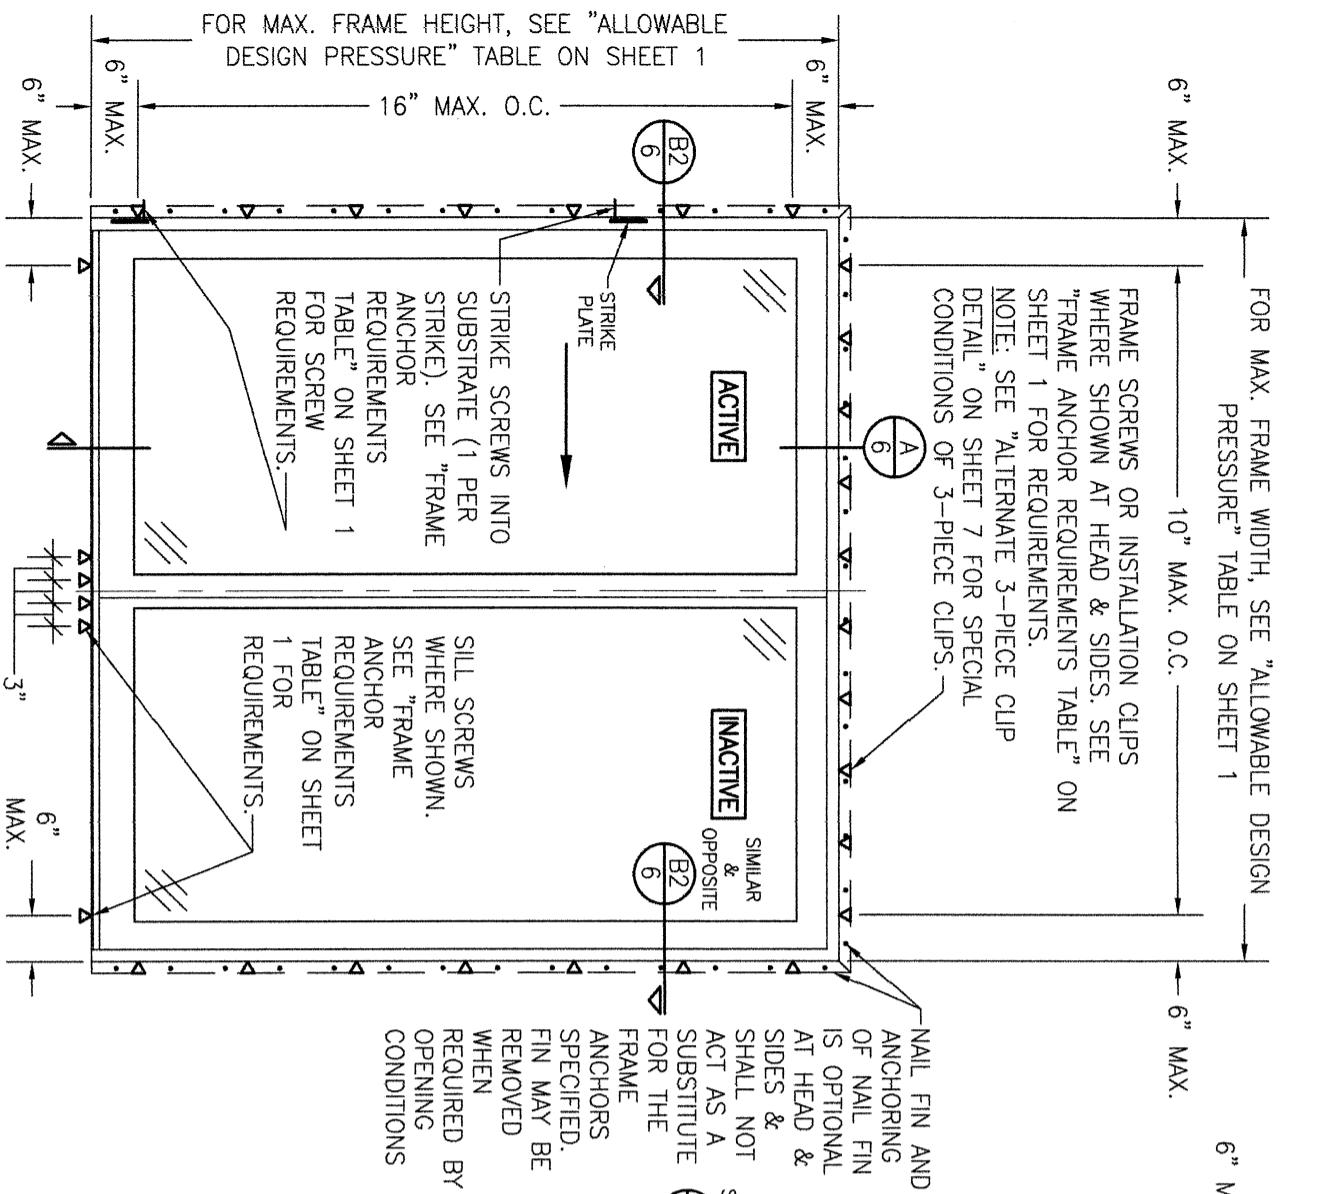 FOR MAX. FRAME HEIGHT, SEE "ALLOWABLE
DESIGN PRESSURE" TABLE ON SHEET 1
6" MAX.
16" MAX. O.C.
6" MAX.
6" MAX.
B2
6
6" MAX.
FOR MAX. FRAME WIDTH, SEE "ALLOWABLE DESIGN
PRESSURE" TABLE ON SHEET 1
10" MAX. O.C.
6" MAX.
FRAME SCREWS OR INSTALLATION CLIPS
WHERE SHOWN AT HEAD & SIDES. SEE
"FRAME ANCHOR REQUIREMENTS TABLE" ON
SHEET 1 FOR REQUIREMENTS.
NOTE: SEE "ALTERNATE 3-PIECE CLIP
DETAIL" ON SHEET 7 FOR SPECIAL
CONDITIONS OF 3-PIECE CLIPS.
A
6
ACTIVE
STRIKE
PLATE
STRIKE SCREWS INTO
SUBSTRATE (1 PER
STRIKE). SEE "FRAME
ANCHOR
REQUIREMENTS
TABLE" ON SHEET 1
FOR SCREW
REQUIREMENTS.
INACTIVE
SIMILAR
&
OPPOSITE
B2
6
SILL SCREWS
WHERE SHOWN.
SEE "FRAME
ANCHOR
REQUIREMENTS
TABLE" ON SHEET
1 FOR
REQUIREMENTS.
3"
6"
MAX.
NAIL FIN AND
ANCHORING
OF NAIL FIN
IS OPTIONAL
AT HEAD &
SIDES &
SHALL NOT
ACT AS A
SUBSTITUTE
FOR THE
FRAME
ANCHORS
SPECIFIED.
FIN MAY BE
REMOVED
WHEN
REQUIRED BY
OPENING
CONDITIONS
6"